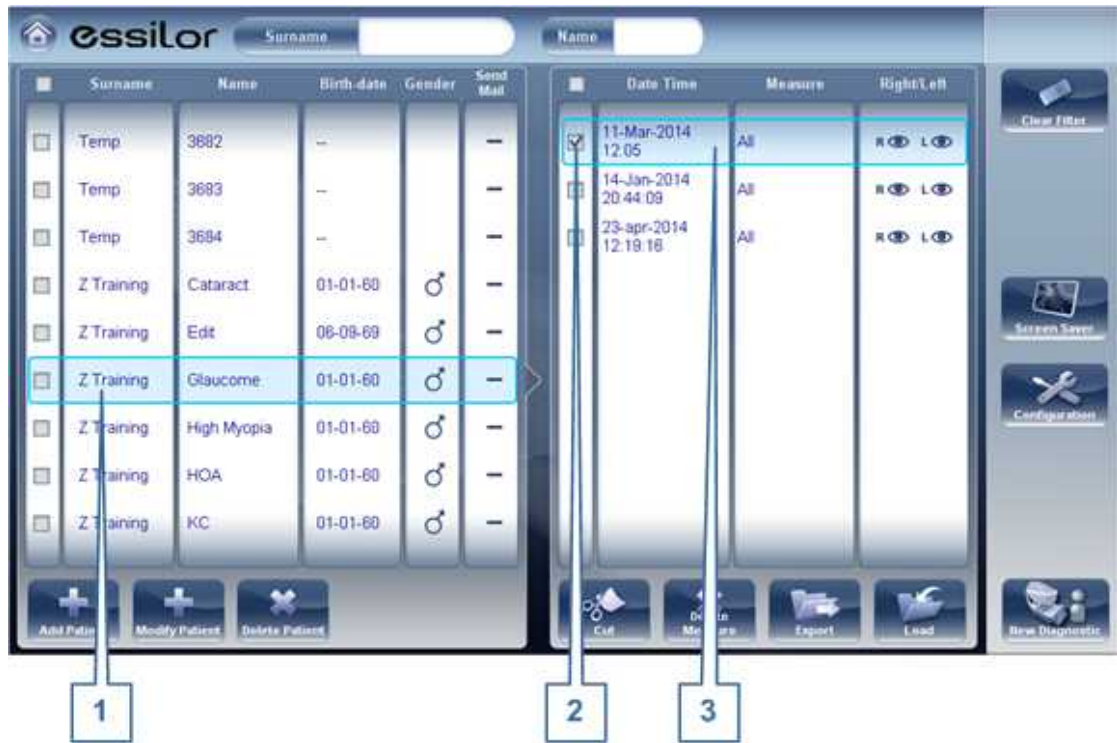 essilor Surname Name
Surname Name Birth-date Gender Send Mail Date Time Measure Right/Left
Clear Filter
Temp 3682 -- – 11-Mar-2014 12:05 All R L
Temp 3683 -- – 14-Jan-2014 20:44:09 All R L
Temp 3684 -- – 23-apr-2014 12:19:16 All R L
Z Training Cataract 01-01-60 –
Screen Saver
Z Training Edit 06-09-69 –
Z Training Glaucome 01-01-60 –
Configuration
Z Training High Myopia 01-01-60 –
Z Training HOA 01-01-60 –
Z Training KC 01-01-60 –
Add Patient Modify Patient Delete Patient Cut Measure Export Load New Diagnostic
1 2 3